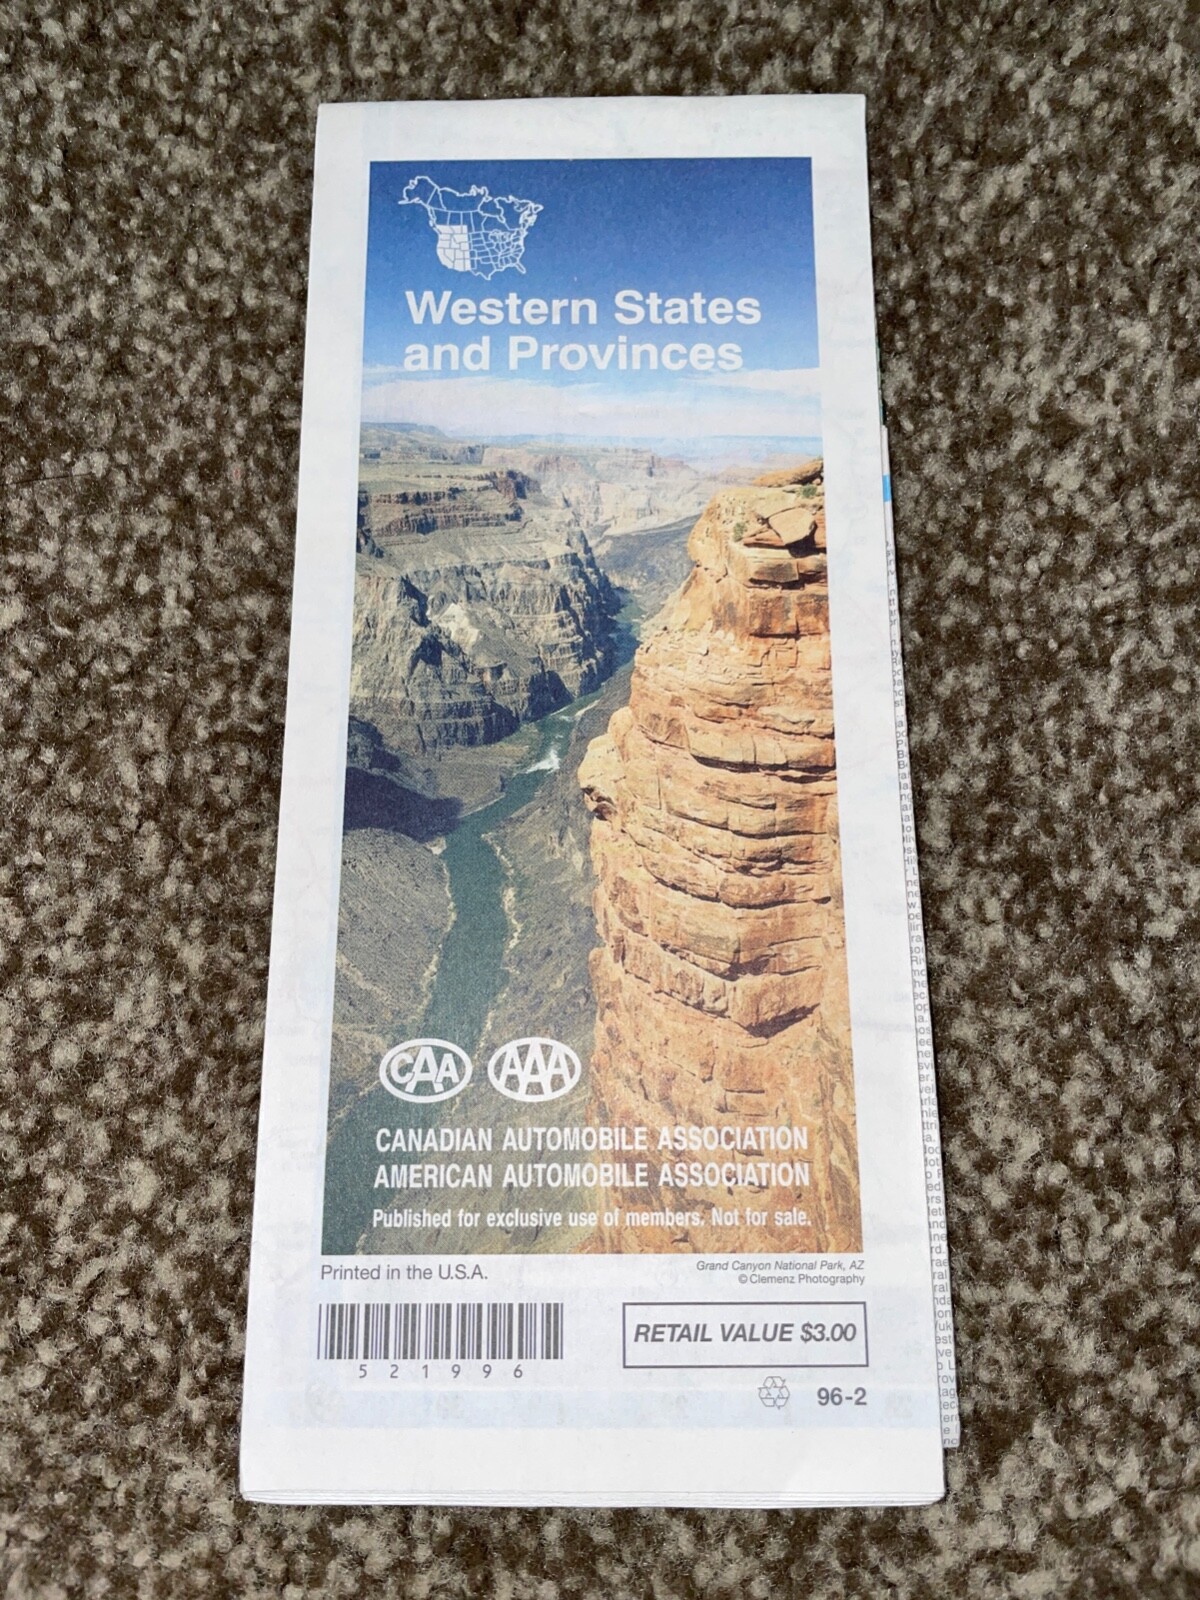 Western States
and Provinces
CAA AAA
CANADIAN AUTOMOBILE ASSOCIATION
AMERICAN AUTOMOBILE ASSOCIATION
Published for exclusive use of members. Not for sale.
Printed in the U.S.A.
Grand Canyon National Park, AZ
©Clemenz Photography
RETAIL VALUE $3.00
521996
96-2